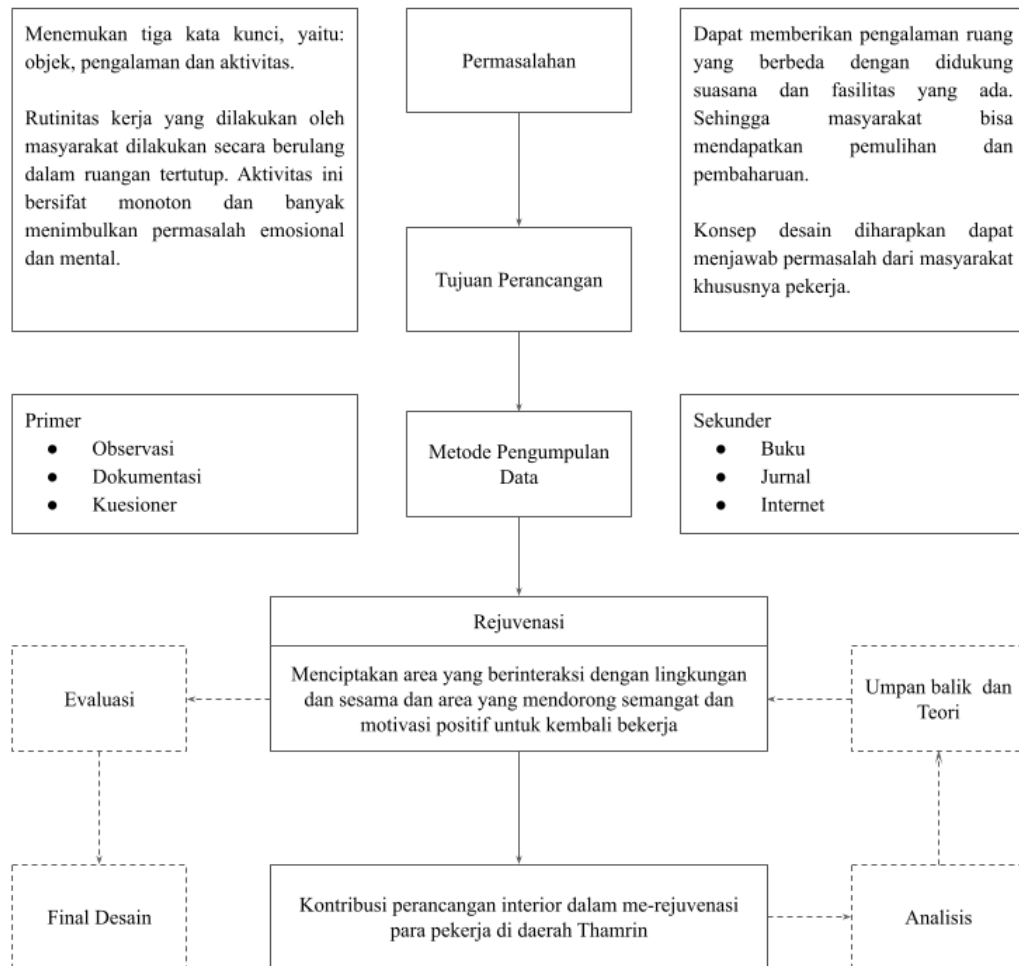 Menemukan tiga kata kunci, yaitu:
objek, pengalaman dan aktivitas.
Rutinitas kerja yang dilakukan oleh
masyarakat dilakukan secara berulang
dalam ruangan tertutup. Aktivitas ini
bersifat monoton dan banyak
menimbulkan permasalah emosional
dan mental.
Permasalahan
Dapat memberikan pengalaman ruang
yang berbeda dengan didukung
suasana dan fasilitas yang ada.
Sehingga masyarakat bisa
mendapatkan pemulihan dan
pembaharuan.
Konsep desain diharapkan dapat
menjawab permasalah dari masyarakat
khususnya pekerja.
Tujuan Perancangan
Primer
● Observasi
● Dokumentasi
● Kuesioner
Metode Pengumpulan
Data
Sekunder
● Buku
● Jurnal
● Internet
Rejuvenasi
Menciptakan area yang berinteraksi dengan lingkungan
dan sesama dan area yang mendorong semangat dan
motivasi positif untuk kembali bekerja
Evaluasi
Umpan balik dan
Teori
Final Desain
Kontribusi perancangan interior dalam me-rejuvenasi
para pekerja di daerah Thamrin
Analisis